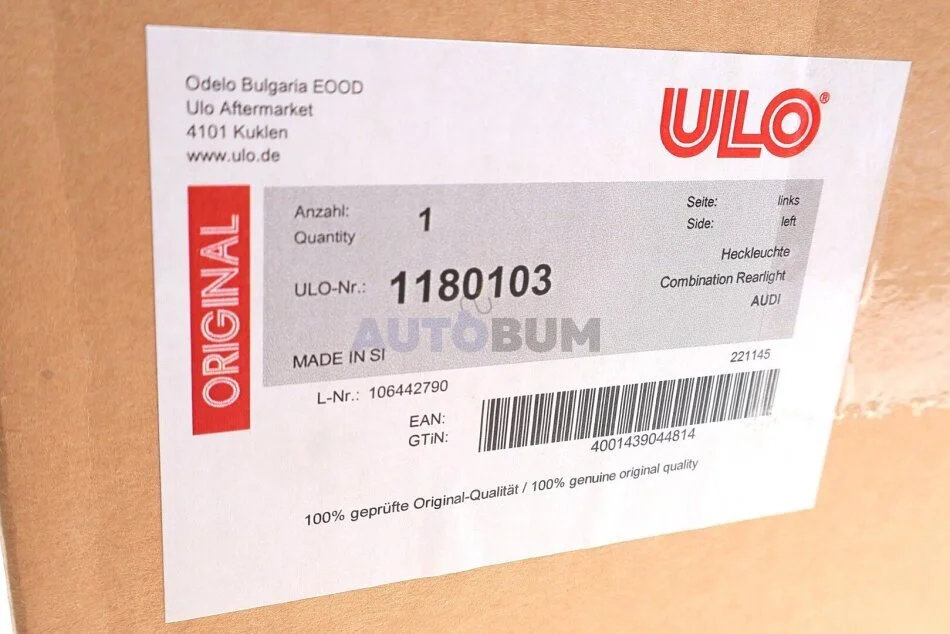 Odelo Bulgaria EOOD
Ulo Aftermarket
4101 Kuklen
www.ulo.de
ULO®
ORIGINAL
Anzahl: 1
Quantity
Seite: links
Side: left
ULO-Nr.: 1180103
Heckleuchte
Combination Rearlight
AUDI
AUTOBUM
MADE IN SI
221145
L-Nr.: 106442790
EAN:
GTiN:
4001439044814
100% geprüfte Original-Qualität / 100% genuine original quality